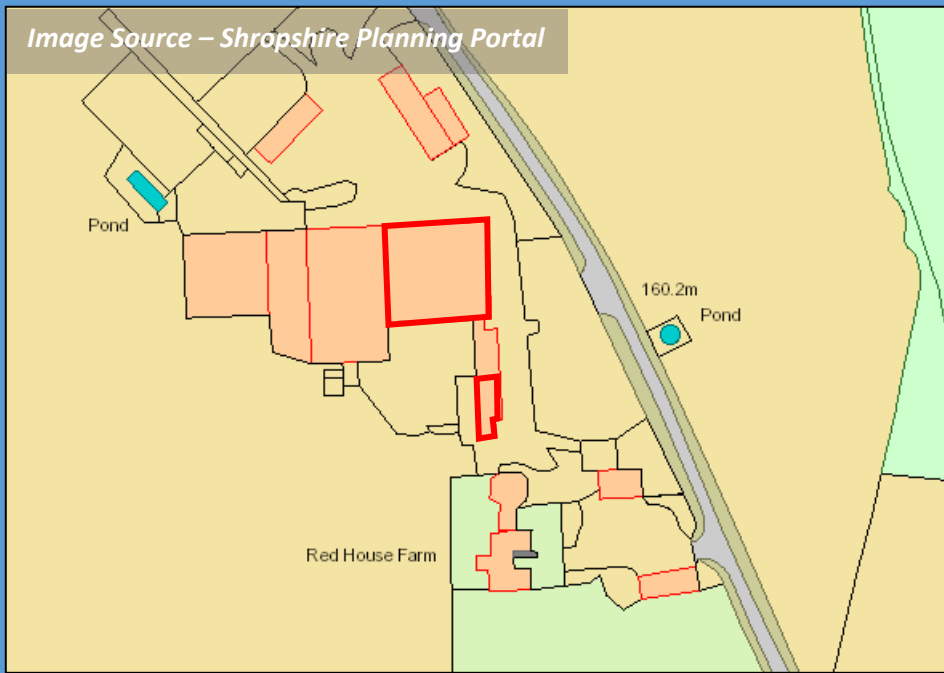 Image Source – Shropshire Planning Portal
Pond
160.2m
Pond
Red House Farm